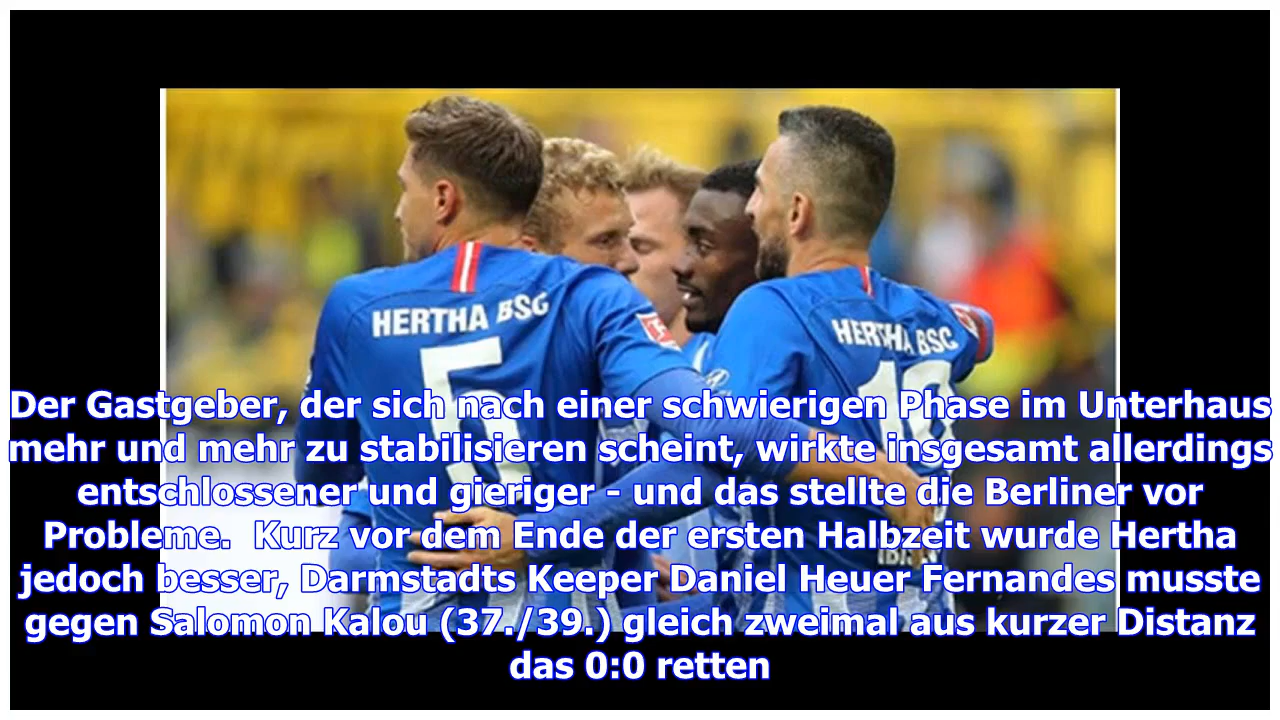 HERTHA BSC
5
HERTHA BSC
19
Der Gastgeber, der sich nach einer schwierigen Phase im Unterhaus
mehr und mehr zu stabilisieren scheint, wirkte insgesamt allerdings
entschlossener und gieriger - und das stellte die Berliner vor
Probleme.  Kurz vor dem Ende der ersten Halbzeit wurde Hertha
jedoch besser, Darmstadts Keeper Daniel Heuer Fernandes musste
gegen Salomon Kalou (37./39.) gleich zweimal aus kurzer Distanz
das 0:0 retten